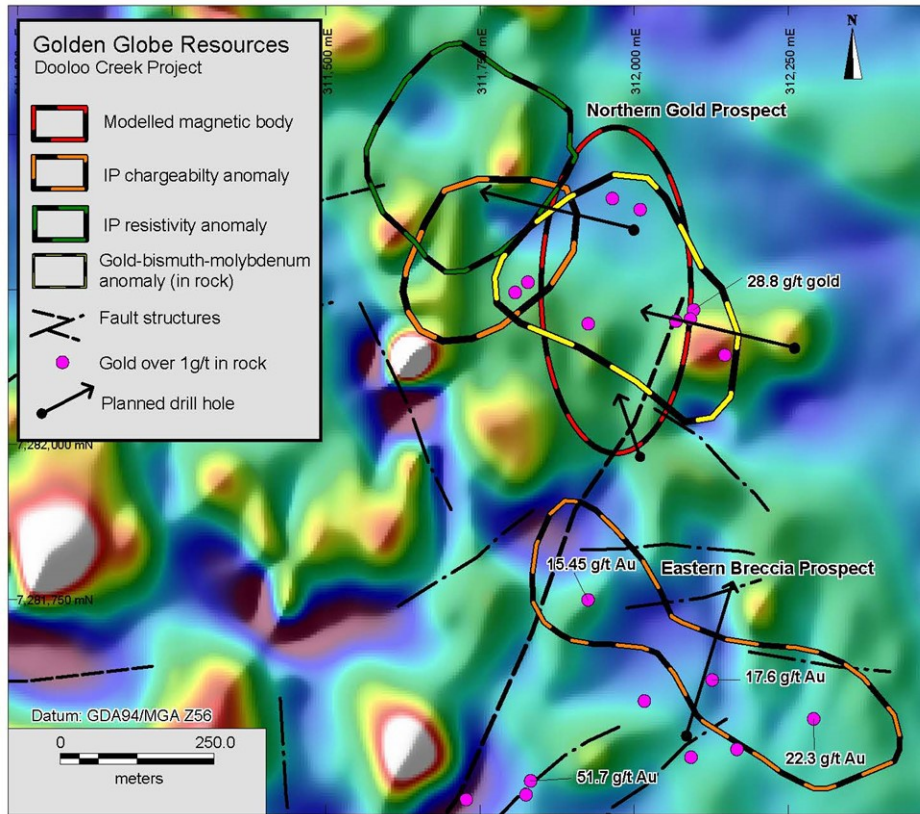 Golden Globe Resources
Dooloo Creek Project
Modelled magnetic body
IP chargeabilty anomaly
IP resistivity anomaly
Gold-bismuth-molybdenum
anomaly (in rock)
Fault structures
Gold over 1g/t in rock
Planned drill hole
311,500 mE
311,750 mE
312,000 mE
312,250 mE
N
Northern Gold Prospect
28.8 g/t gold
7,282,000 mN
15.45 g/t Au
Eastern Breccia Prospect
7,281,750 mN
17.6 g/t Au
22.3 g/t Au
51.7 g/t Au
Datum: GDA94/MGA Z56
0
250.0
meters